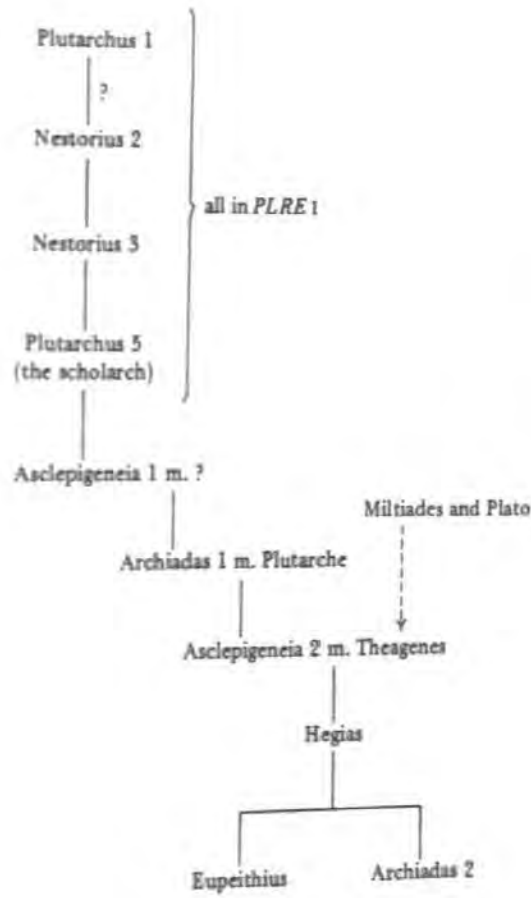 Plutarchus 1
?
Nestorius 2
all in PLRE 1
Nestorius 3
Plutarchus 5
(the scholarch)
Asclepigeneia 1 m. ?
Miltiades and Plato
Archiadas 1 m. Plutarche
Asclepigeneia 2 m. Theagenes
Hegias
Eupeithius
Archiadas 2